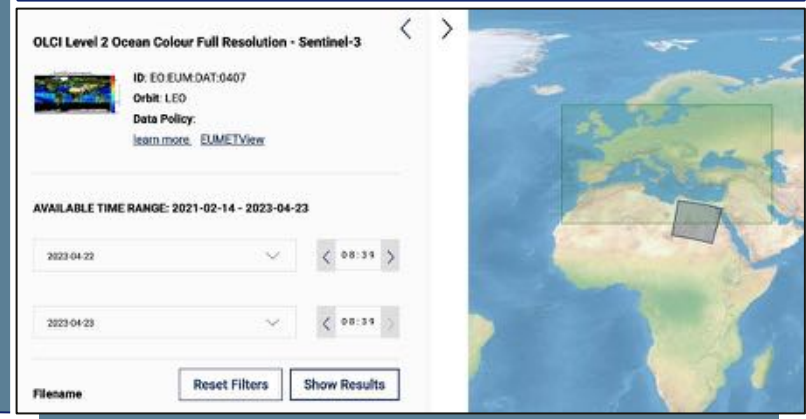 OLCI Level 2 Ocean Colour Full Resolution - Sentinel-3
ID: EO:EUM:DAT:0407
Orbit: LEO
Data Policy:
learn more EUMETView
AVAILABLE TIME RANGE: 2021-02-14 - 2023-04-23
2023-04-22 08:39
2023-04-23 08:39
Filename Reset Filters Show Results